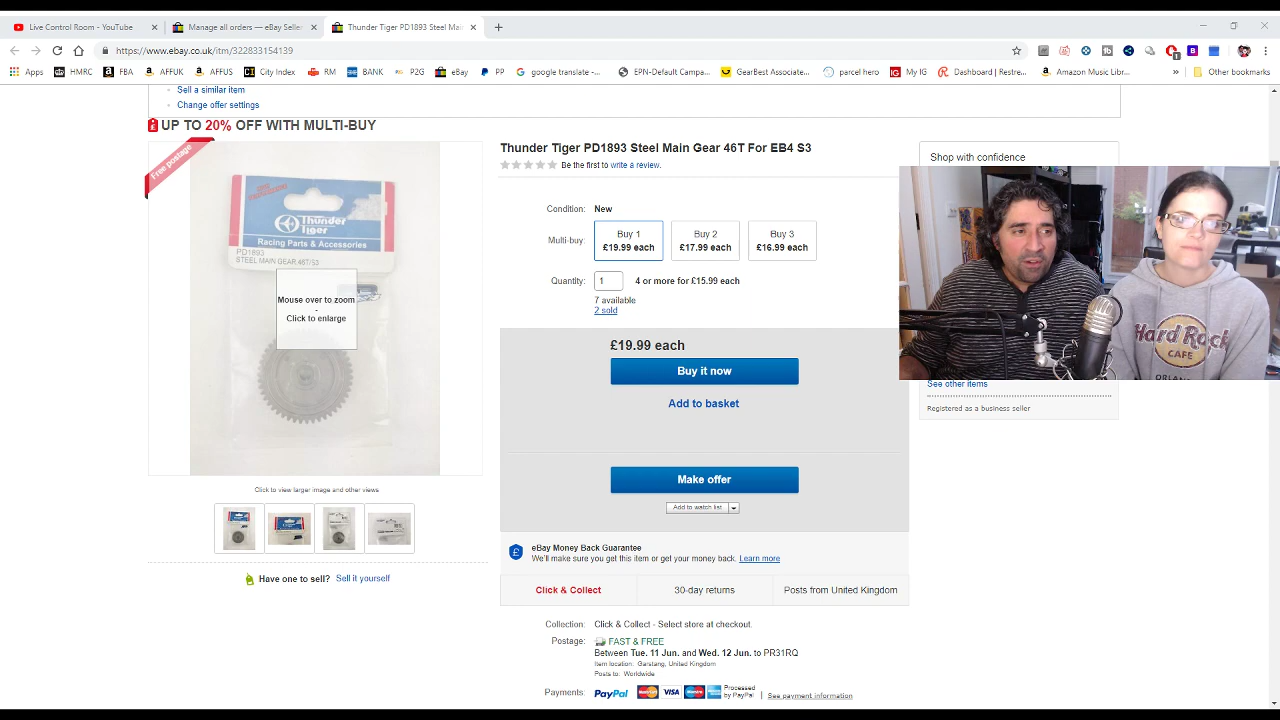 Live Control Room - YouTube
Manage all orders — eBay Selle
Thunder Tiger PD1893 Steel Mai
https://www.ebay.co.uk/itm/322833154139
Apps
HMRC
FBA
AFFUK
AFFUS
City Index
RM
BANK
P2G
eBay
PP
google translate -...
EPN-Default Campa...
GearBest Associate...
parcel hero
My IG
Dashboard | Restre...
Amazon Music Libr...
»
Other bookmarks
Sell a similar item
Change offer settings
UP TO 20% OFF WITH MULTI-BUY
Free postage
Thunder Tiger
Racing Parts & Accessories
PD1893
STEEL MAIN GEAR 46T/S3
Mouse over to zoom
-
Click to enlarge
Click to view larger image and other views
Have one to sell? Sell it yourself
Thunder Tiger PD1893 Steel Main Gear 46T For EB4 S3
Be the first to write a review.
Condition: New
Multi-buy:
Buy 1
£19.99 each
Buy 2
£17.99 each
Buy 3
£16.99 each
Quantity: 1 4 or more for £15.99 each
7 available
2 sold
£19.99 each
Buy it now
Add to basket
Make offer
Add to watch list
eBay Money Back Guarantee
We'll make sure you get this item or get your money back. Learn more
Click & Collect
30-day returns
Posts from United Kingdom
Collection: Click & Collect - Select store at checkout.
Postage: FAST & FREE
Between Tue. 11 Jun. and Wed. 12 Jun. to PR31RQ
Item location: Garstang, United Kingdom
Posts to: Worldwide
Payments: PayPal VISA Processed by PayPal | See payment information
Shop with confidence
Hard Rock
CAFE
See other items
Registered as a business seller